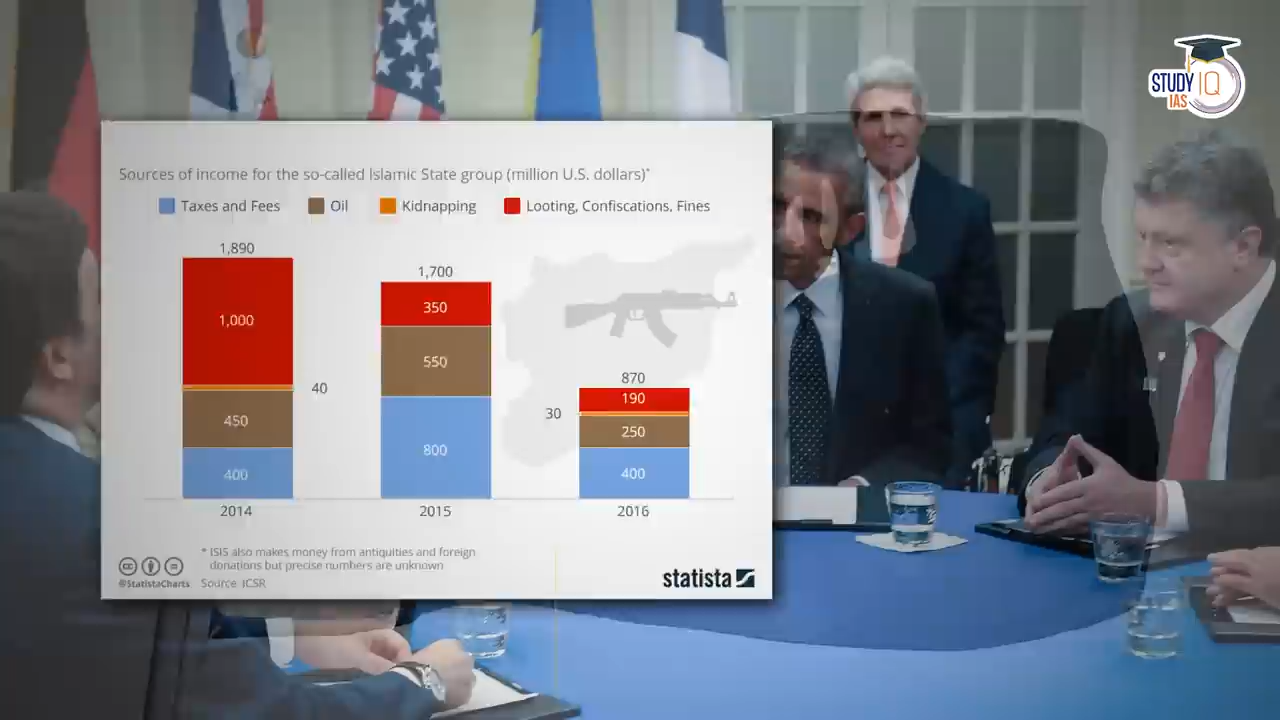 STUDY IQ
IAS
Sources of income for the so-called Islamic State group (million U.S. dollars)*
Taxes and Fees Oil Kidnapping Looting, Confiscations, Fines
1,890
1,000
40
450
400
2014
1,700
350
550
800
2015
870
190
30
250
400
2016
* ISIS also makes money from antiquities and foreign
donations but precise numbers are unknown
@StatistaCharts Source ICSR
statista